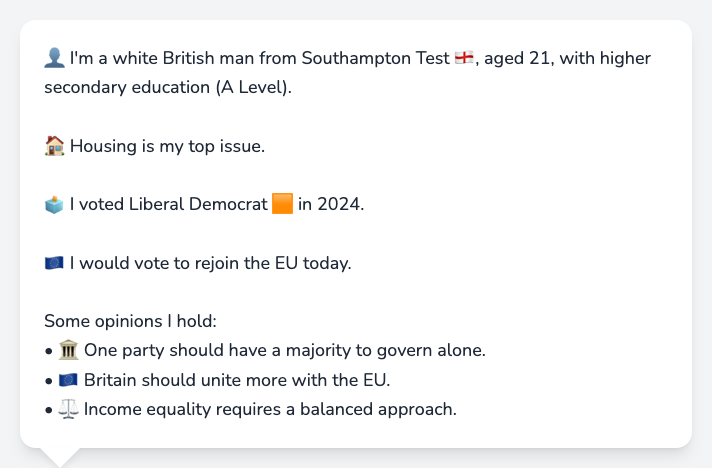 👤 I'm a white British man from Southampton Test 🏴󠁧󠁢󠁥󠁮󠁧󠁿, aged 21, with higher
secondary education (A Level).
🏠 Housing is my top issue.
🗳️ I voted Liberal Democrat 🟧 in 2024.
🇪🇺 I would vote to rejoin the EU today.
Some opinions I hold:
• 🏛️ One party should have a majority to govern alone.
• 🇪🇺 Britain should unite more with the EU.
• ⚖️ Income equality requires a balanced approach.